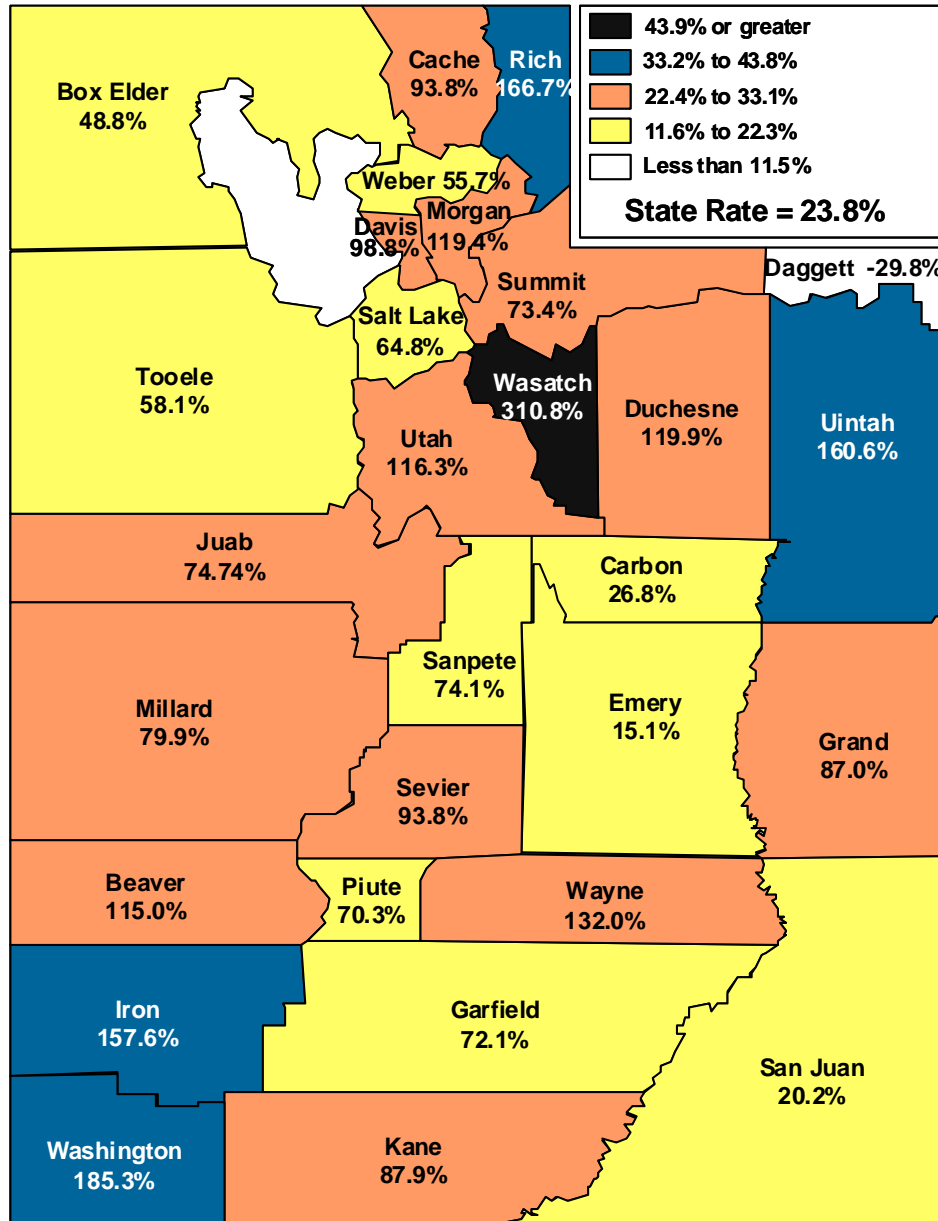 43.9% or greater
33.2% to 43.8%
22.4% to 33.1%
11.6% to 22.3%
Less than 11.5%
State Rate = 23.8%
Cache
93.8%
Rich
166.7%
Box Elder
48.8%
Weber 55.7%
Morgan
119.4%
Davis
98.8%
Daggett -29.8%
Summit
73.4%
Salt Lake
64.8%
Tooele
58.1%
Wasatch
310.8%
Duchesne
119.9%
Uintah
160.6%
Utah
116.3%
Juab
74.74%
Carbon
26.8%
Sanpete
74.1%
Millard
79.9%
Emery
15.1%
Grand
87.0%
Sevier
93.8%
Beaver
115.0%
Piute
70.3%
Wayne
132.0%
Iron
157.6%
Garfield
72.1%
San Juan
20.2%
Washington
185.3%
Kane
87.9%